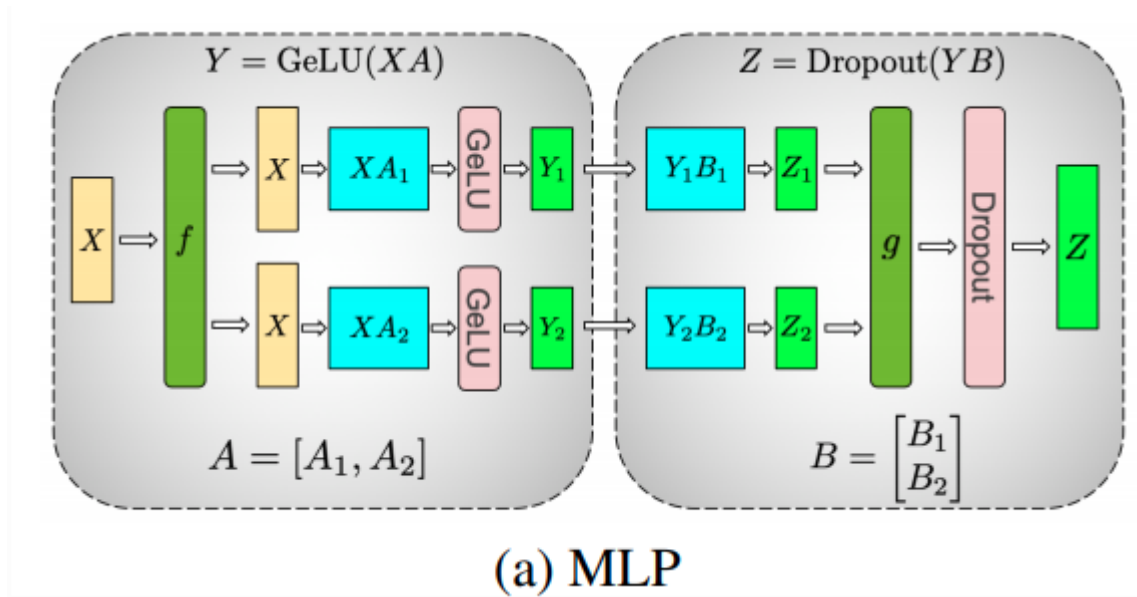 Y = GeLU(XA)
Z = Dropout(YB)
X
f
X
XA₁
GeLU
Y₁
Y₁B₁
Z₁
X
XA₂
GeLU
Y₂
Y₂B₂
Z₂
g
Dropout
Z
A = [A₁, A₂]
B = [B₁
B₂]
(a) MLP